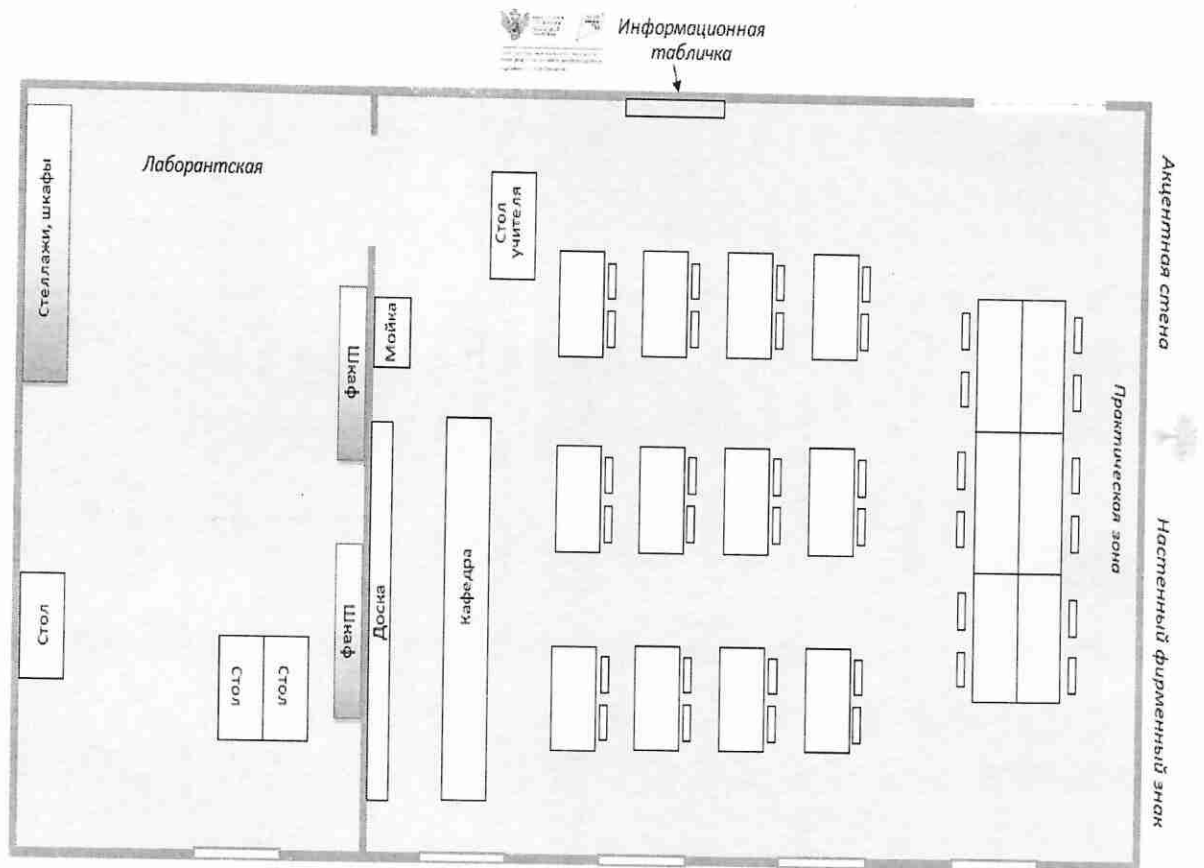 Информационная
табличка
Лаборантская
Стеллажи, шкафы
Стол
учителя
Мойка
Шкаф
Шкаф
Доска
кафедра
Стол
Стол
Стол
Практическая зона
Акцентная стена
Настенный фирменный знак